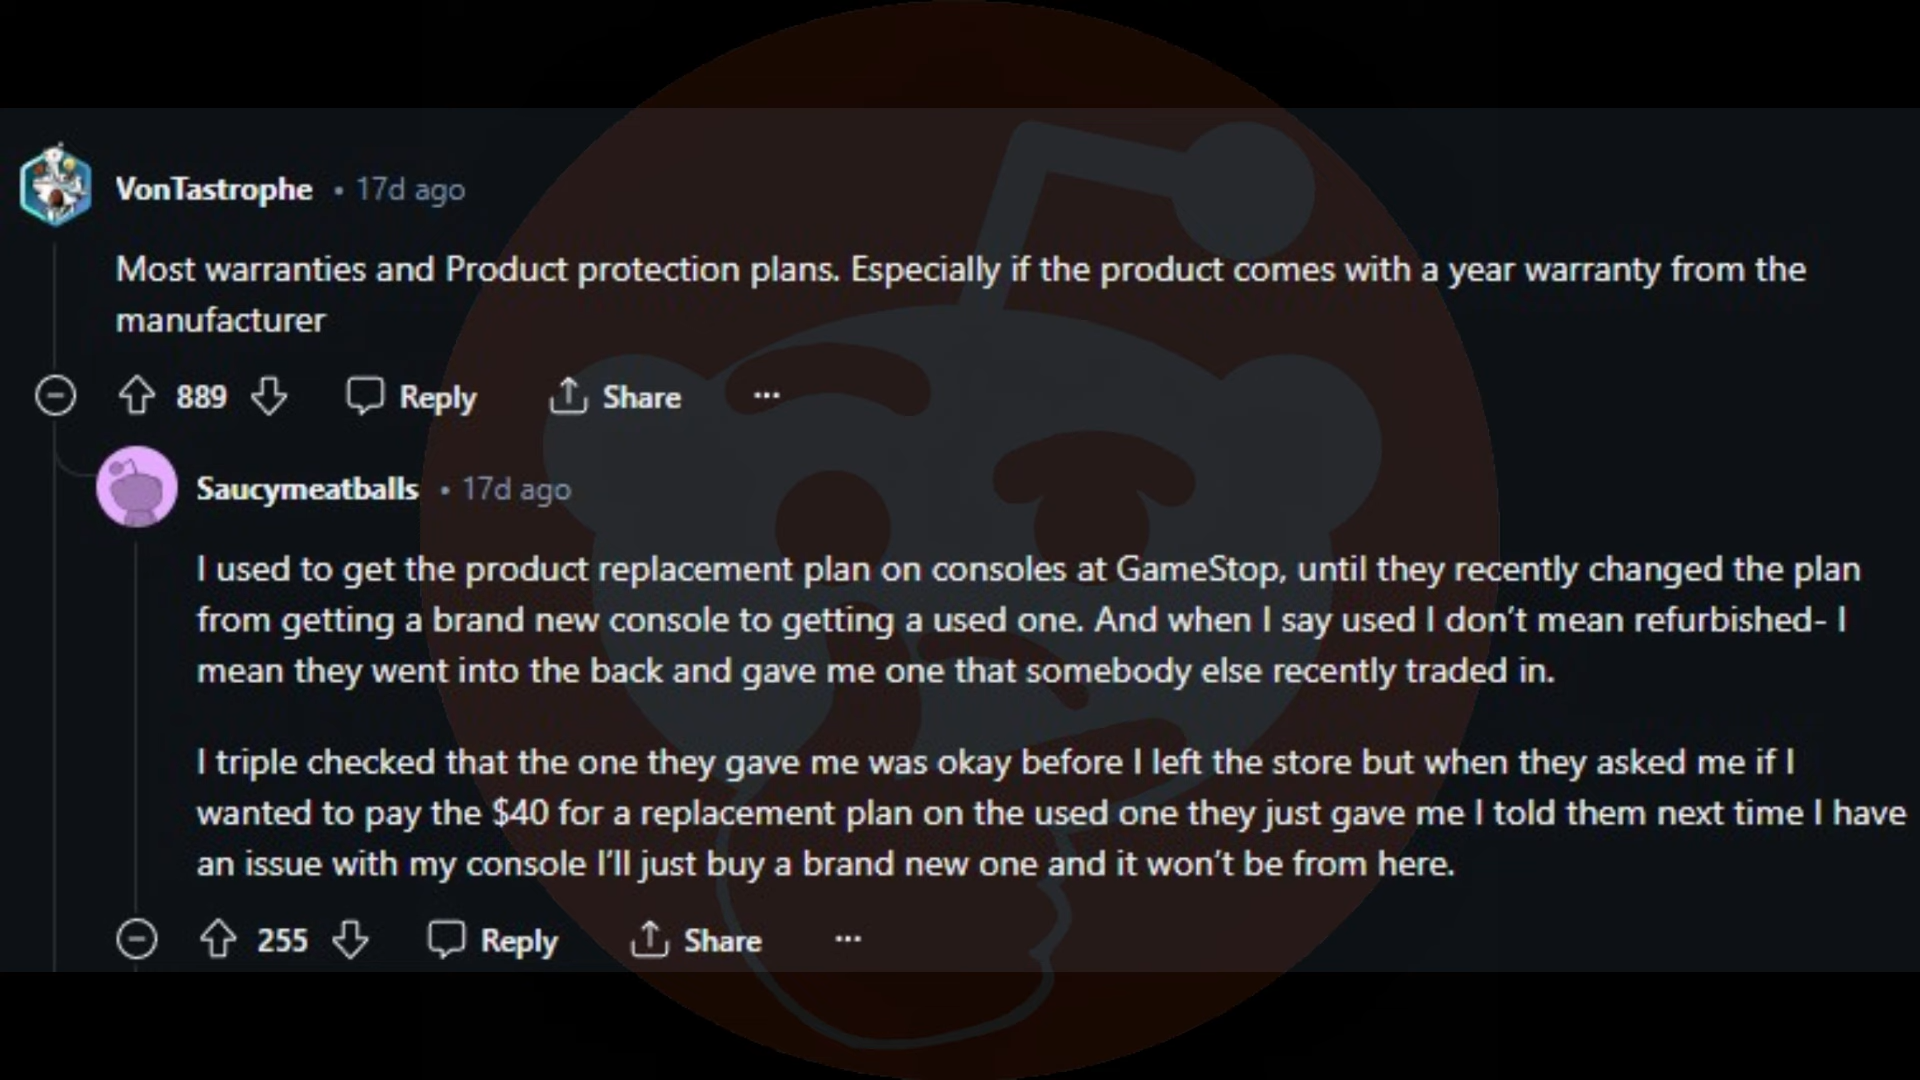 VonTastrophe • 17d ago
Most warranties and Product protection plans. Especially if the product comes with a year warranty from the
manufacturer
889 Reply Share ...
Saucymeatballs • 17d ago
I used to get the product replacement plan on consoles at GameStop, until they recently changed the plan
from getting a brand new console to getting a used one. And when I say used I don’t mean refurbished- I
mean they went into the back and gave me one that somebody else recently traded in.
I triple checked that the one they gave me was okay before I left the store but when they asked me if I
wanted to pay the $40 for a replacement plan on the used one they just gave me I told them next time I have
an issue with my console I’ll just buy a brand new one and it won’t be from here.
255 Reply Share ...